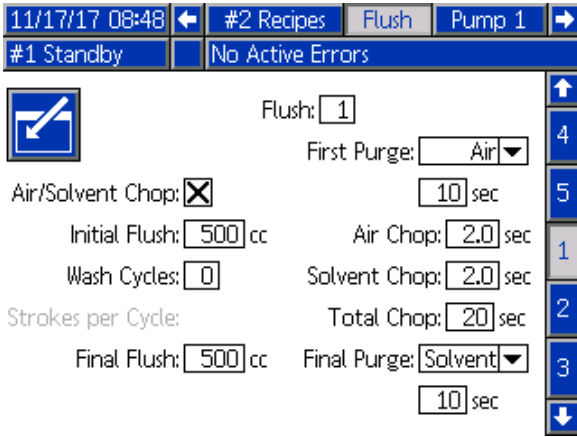 11/17/17 08:48 #2 Recipes Flush Pump 1
#1 Standby No Active Errors
Flush: 1
First Purge: Air
4
Air/Solvent Chop: X 10 sec
5
Initial Flush: 500 cc Air Chop: 2.0 sec
1
Wash Cycles: 0 Solvent Chop: 2.0 sec
Strokes per Cycle: Total Chop: 20 sec
2
Final Flush: 500 cc Final Purge: Solvent
3
10 sec